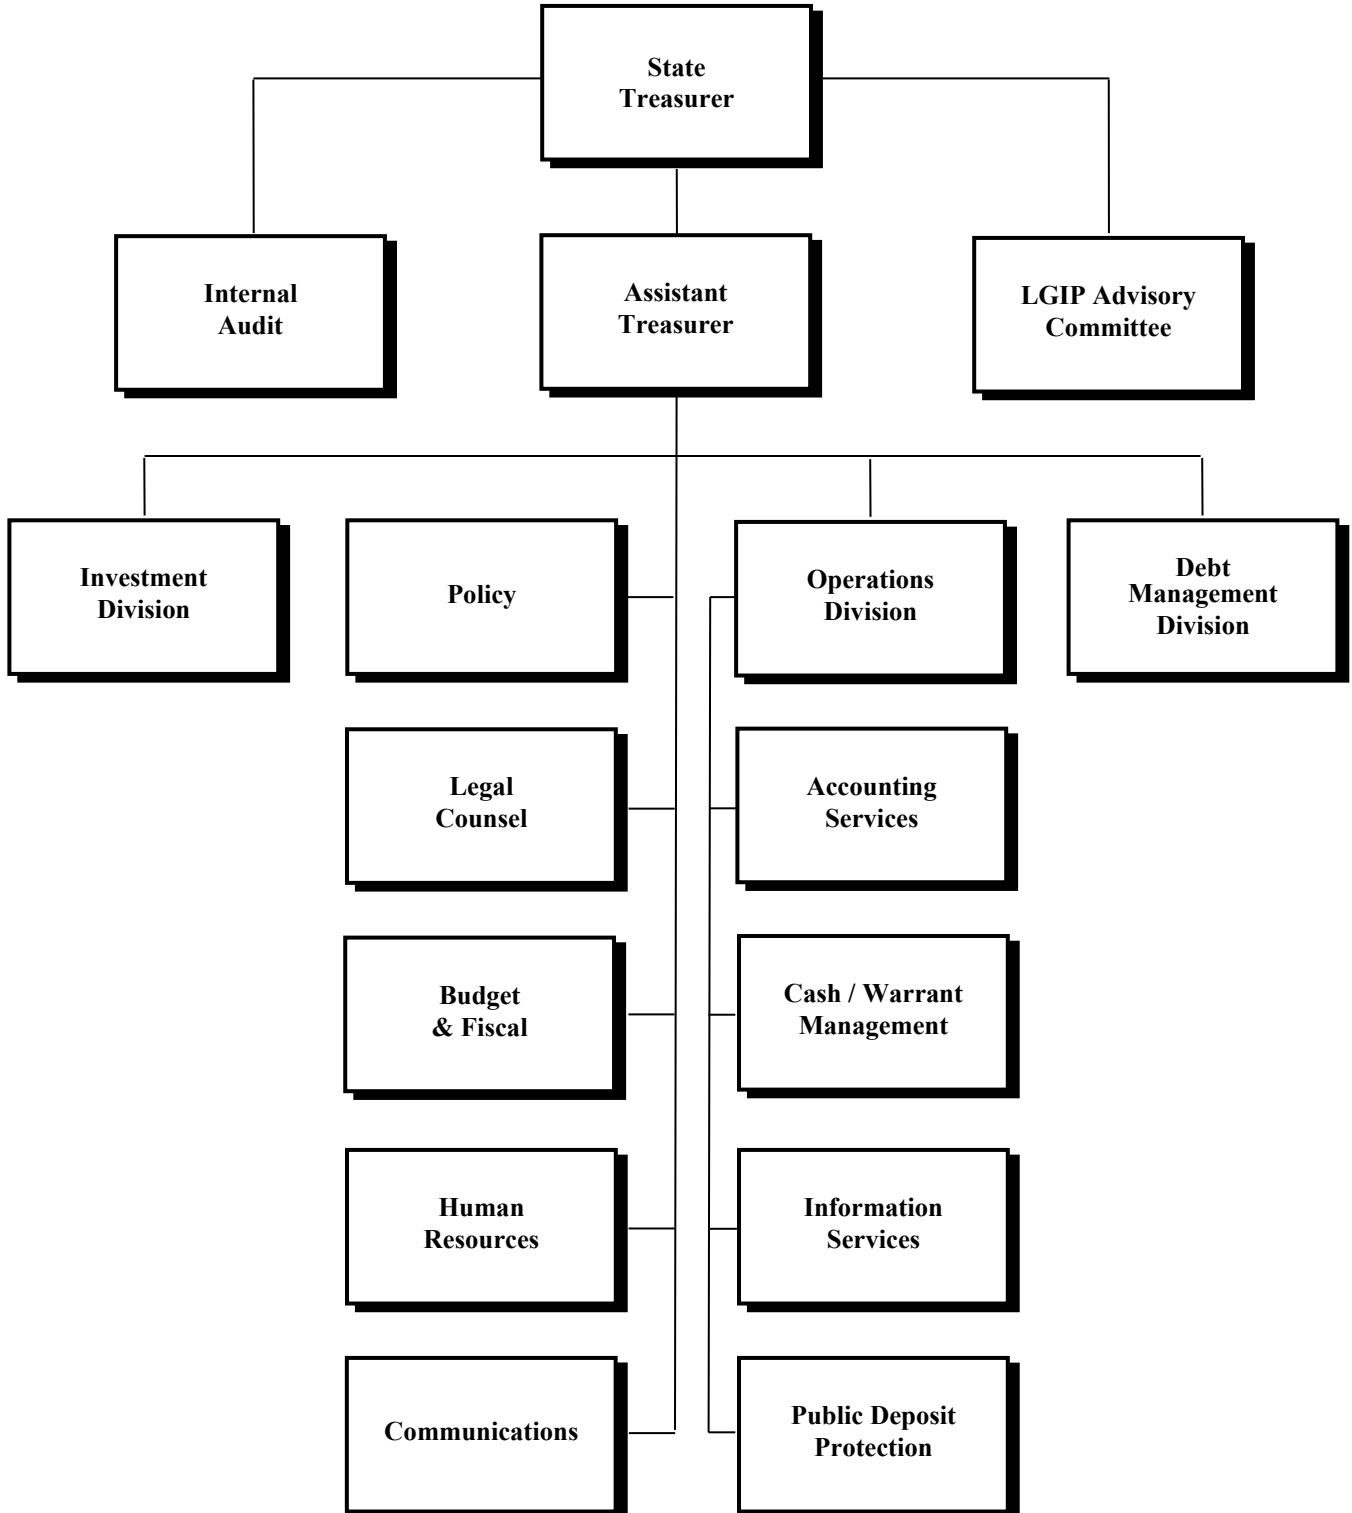 State
Treasurer
Internal
Audit
Assistant
Treasurer
LGIP Advisory
Committee
Investment
Division
Policy
Operations
Division
Debt
Management
Division
Legal
Counsel
Accounting
Services
Budget
& Fiscal
Cash / Warrant
Management
Human
Resources
Information
Services
Communications
Public Deposit
Protection